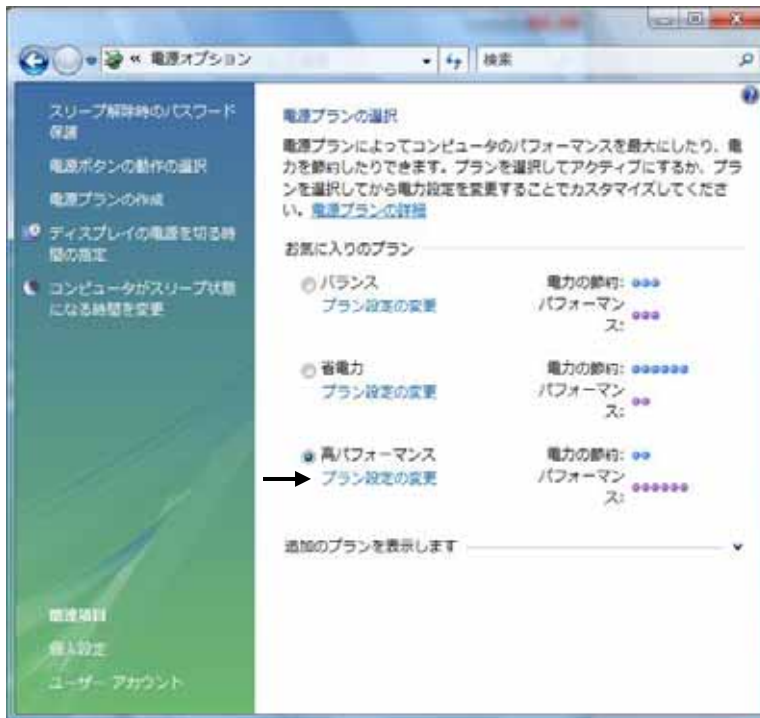 « 電源オプション
検索
スリープ解除時のパスワード
保護
電源ボタンの動作の選択
電源プランの作成
ディスプレイの電源を切る時
間の指定
コンピュータがスリープ状態
になる時間を変更
関連項目
個人設定
ユーザー アカウント
電源プランの選択
電源プランによってコンピュータのパフォーマンスを最大にしたり、電
力を節約したりできます。プランを選択してアクティブにするか、プラ
ンを選択してから電力設定を変更することでカスタマイズしてくださ
い。電源プランの詳細
お気に入りのプラン
バランス 電力の節約:
プラン設定の変更 パフォーマン
ス:
省電力 電力の節約:
プラン設定の変更 パフォーマン
ス:
高パフォーマンス 電力の節約:
プラン設定の変更 パフォーマン
ス:
追加のプランを表示します